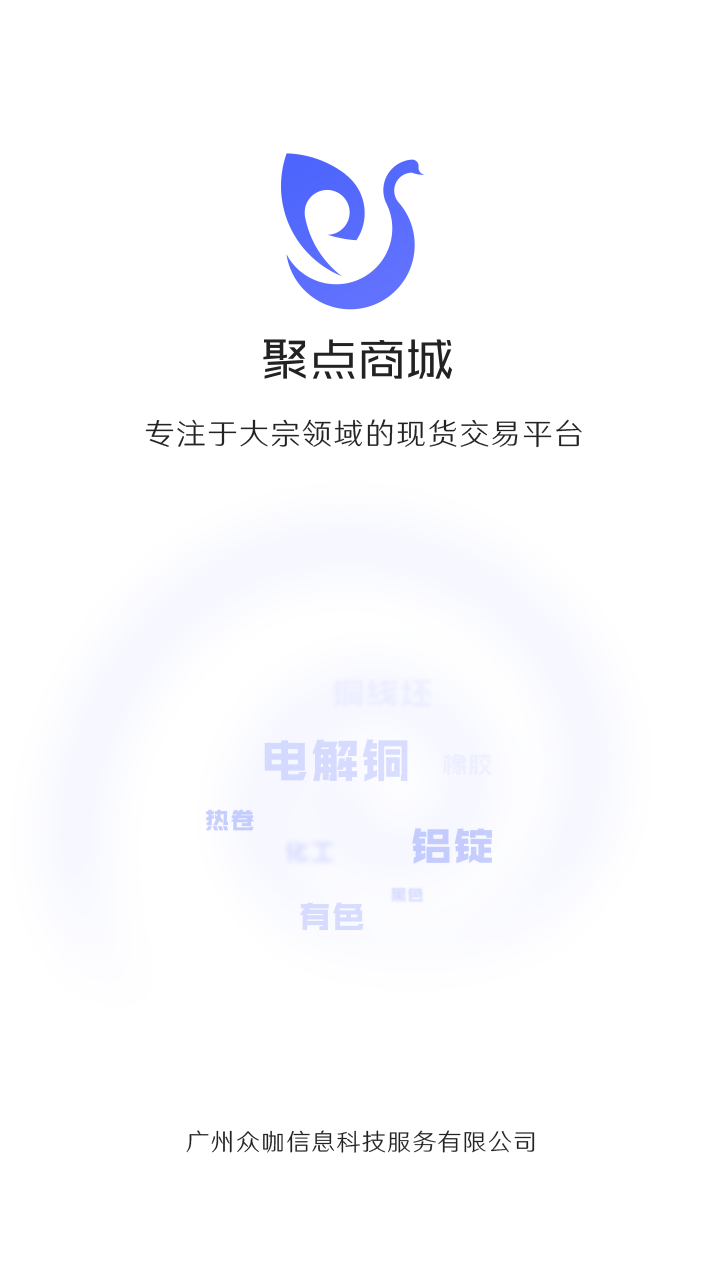 聚点商城
专注于大宗领域的现货交易平台
铜线坯
电解铜
橡胶
热卷
铝锭
化工
黑色
有色
广州众咖信息科技服务有限公司